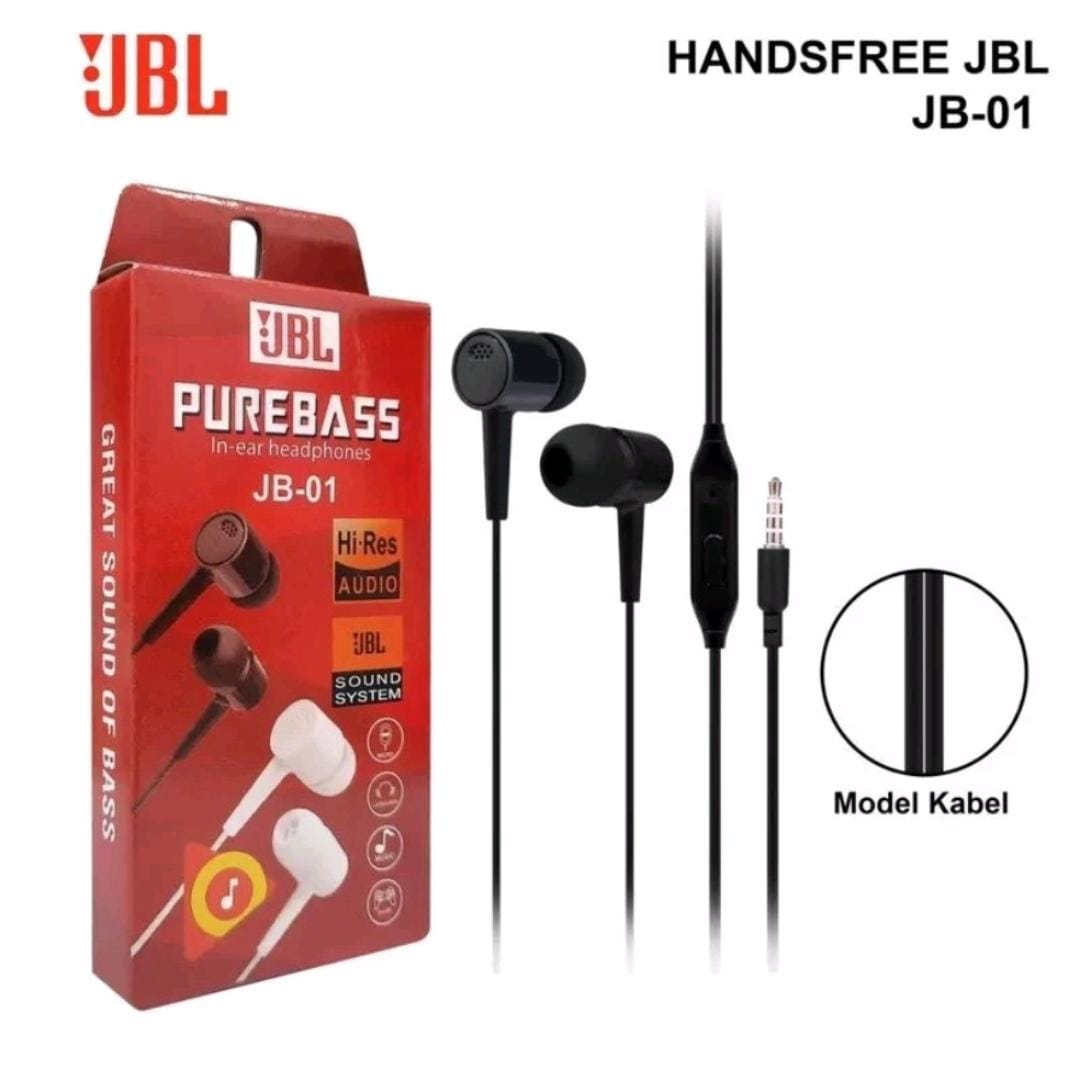 JBL
HANDSFREE JBL
JB-01
JBL
PUREBASS
In-ear headphones
JB-01
Hi-Res
AUDIO
JBL
SOUND
SYSTEM
MUSIC
GREAT SOUND OF BASS
Model Kabel